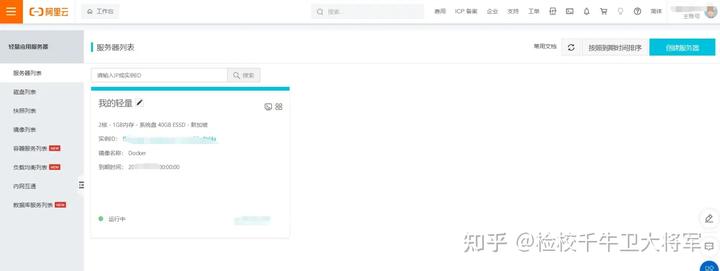 阿里云
工作台
搜索...
费用 ICP 备案 企业 支持 工单 简体
主账号
轻量应用服务器
服务器列表
磁盘列表
快照列表
镜像列表
容器服务列表 NEW
负载均衡列表 NEW
内网互通
数据库服务列表 NEW
服务器列表
常用文档
按照到期时间排序
创建服务器
请输入IP或实例ID
搜索
我的轻量
2核 - 1GB内存 - 系统盘 40GB ESSD - 新加坡
实例ID:
镜像名称: Docker
到期时间: 20 00:00:00
运行中
知乎 @检校千牛卫大将军